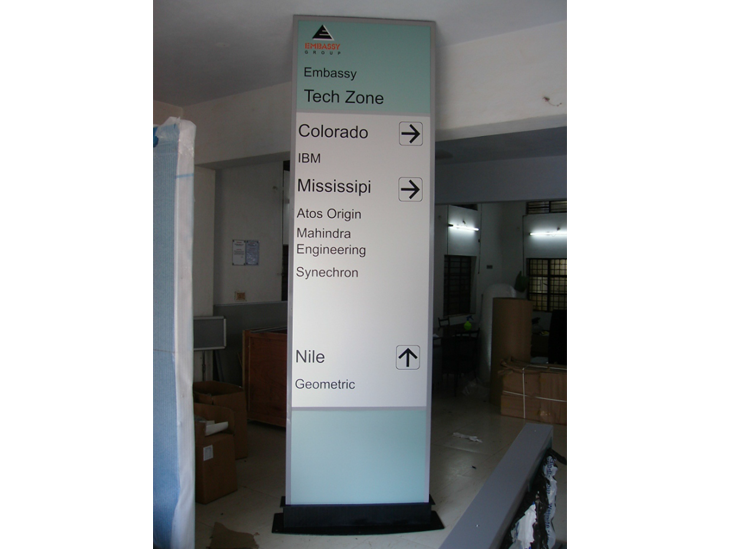 EMBASSY
GROUP
Embassy
Tech Zone
Colorado
IBM
Mississipi
Atos Origin
Mahindra
Engineering
Synechron
Nile
Geometric